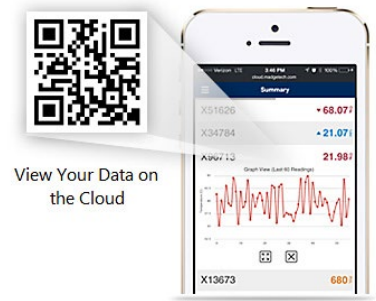 View Your Data on
the Cloud
Verizon LTE 3:46 PM 100%
cloud.madgetech.com
Summary
X51626 68.07
X34784 21.07
X90713 21.98
Graph View (Last 60 Readings)
X13673 680